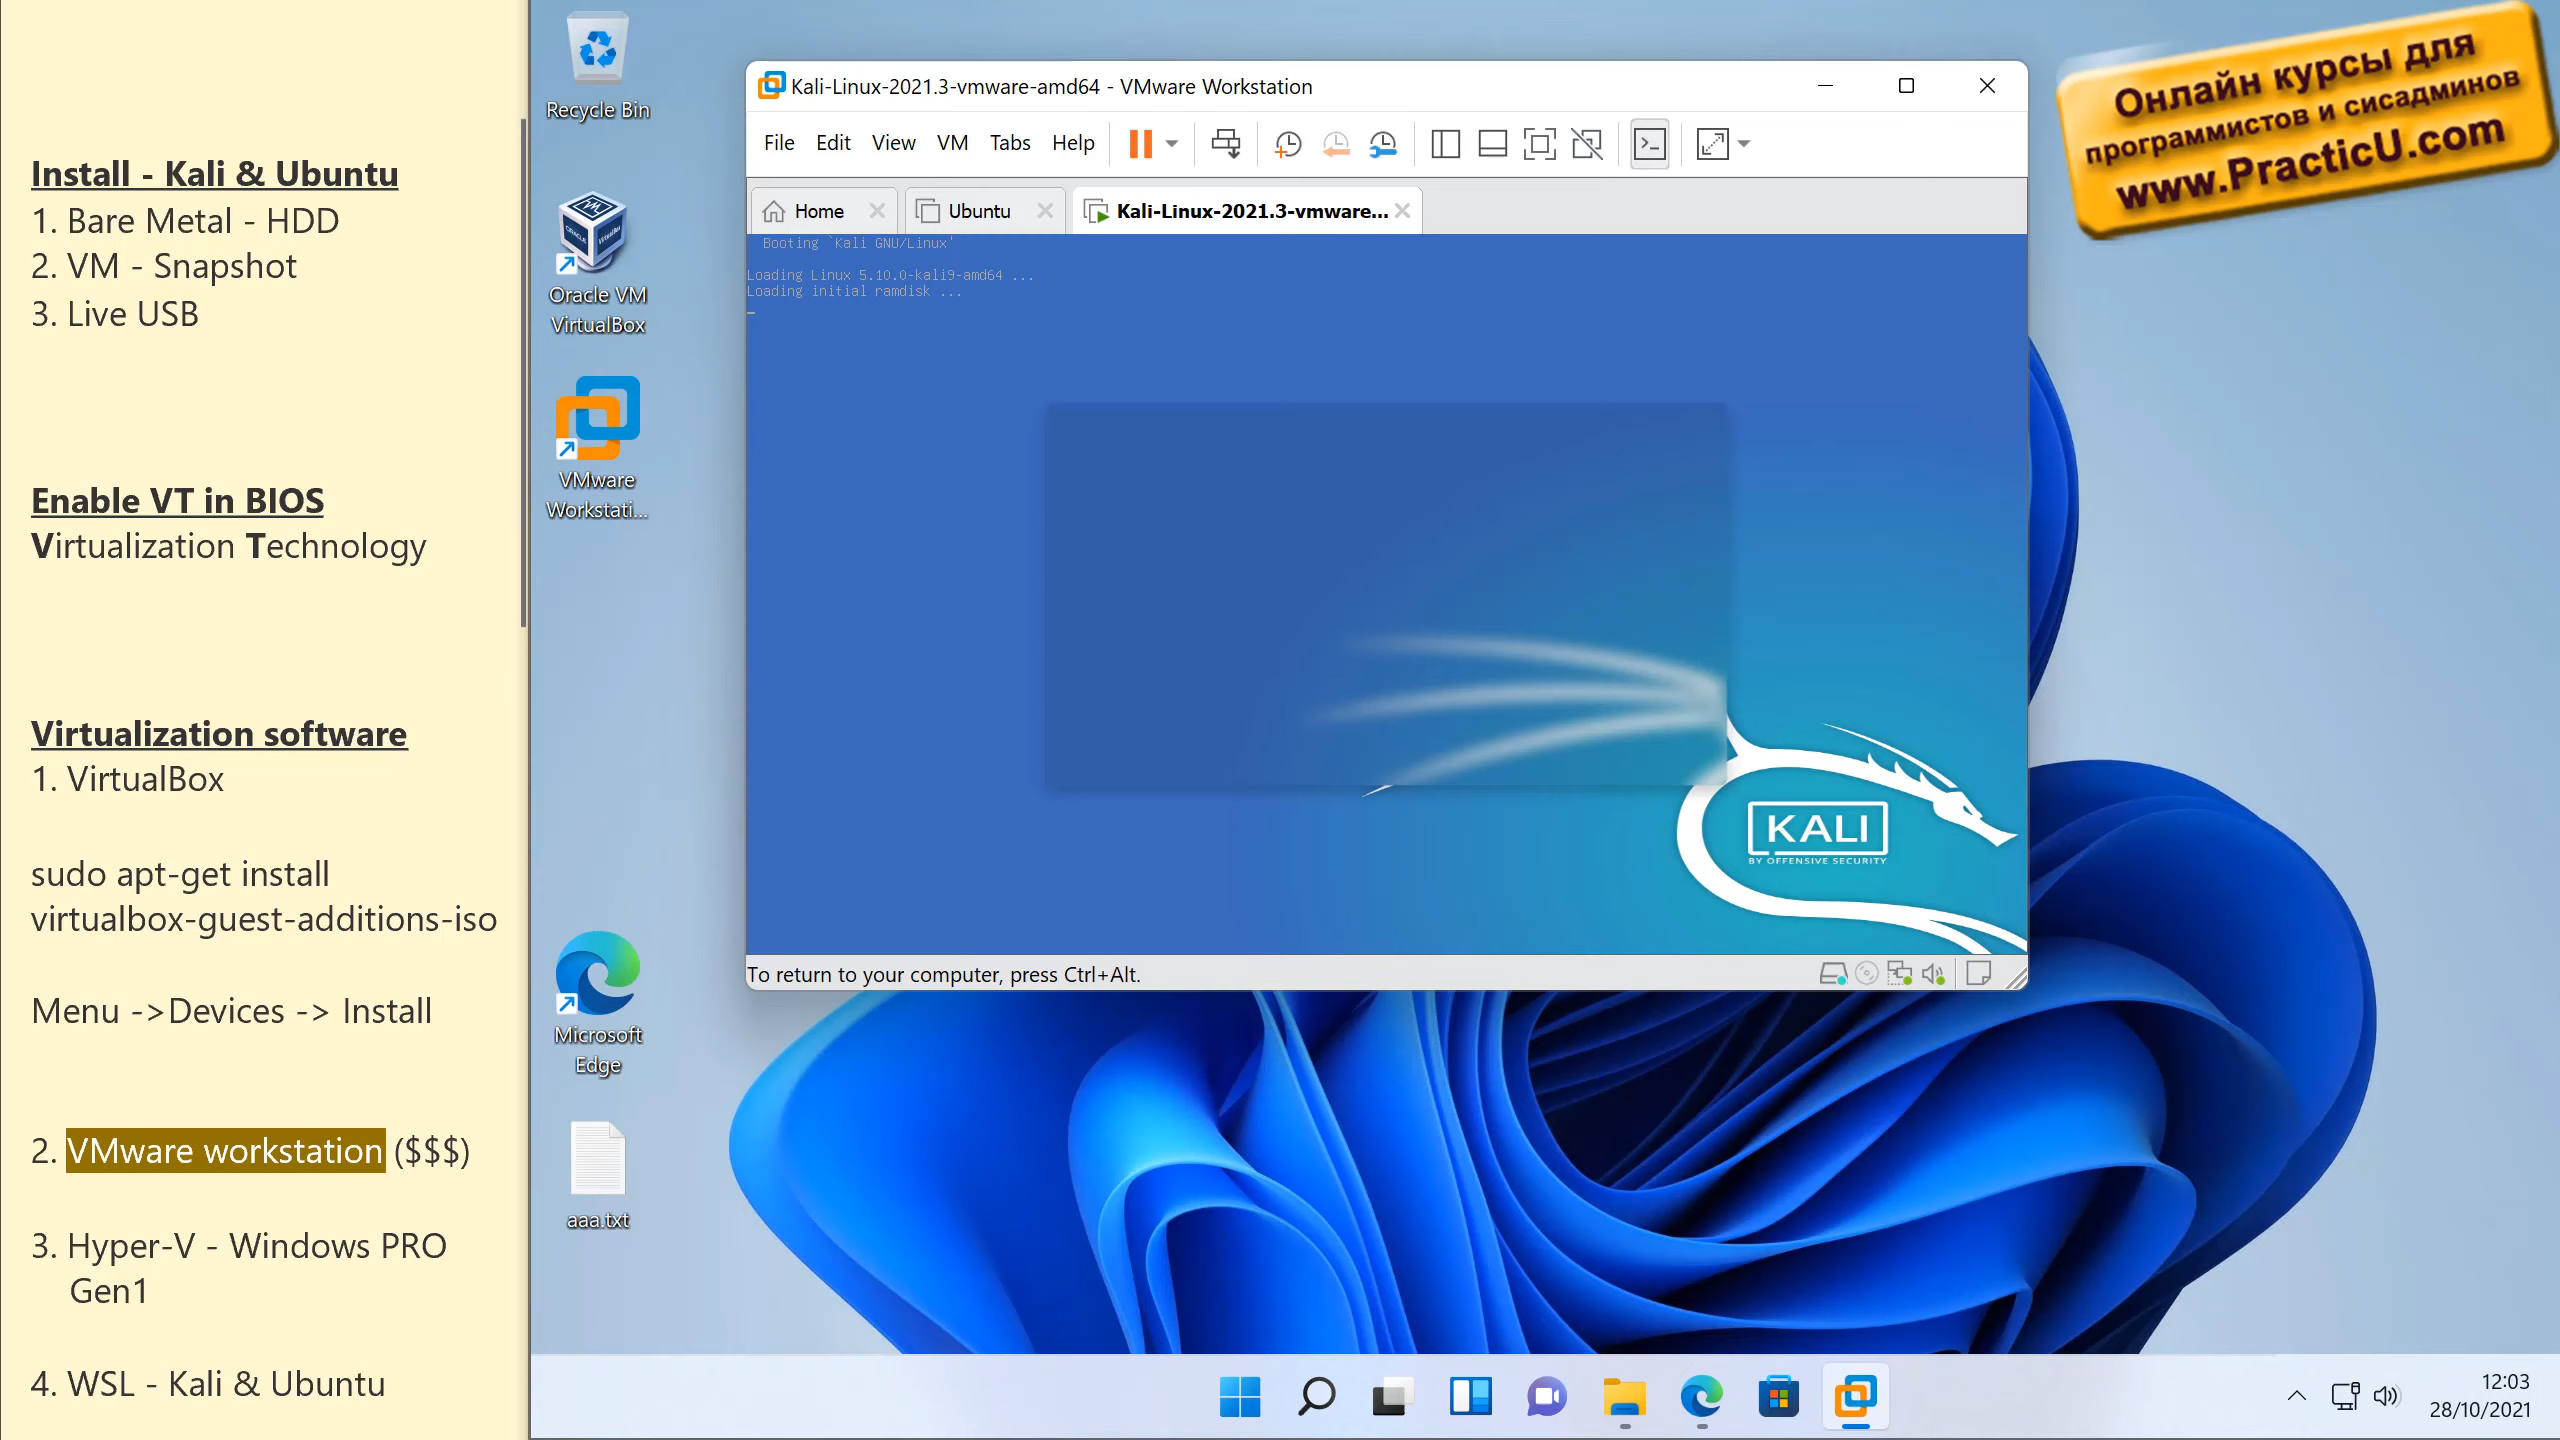 Install - Kali & Ubuntu
1. Bare Metal - HDD
2. VM - Snapshot
3. Live USB
Enable VT in BIOS
Virtualization Technology
Virtualization software
1. VirtualBox
sudo apt-get install
virtualbox-guest-additions-iso
Menu ->Devices -> Install
2. VMware workstation ($$$)
3. Hyper-V - Windows PRO
Gen1
4. WSL - Kali & Ubuntu
Recycle Bin
Oracle VM
VirtualBox
VMware
Workstati...
Microsoft
Edge
aaa.txt
Kali-Linux-2021.3-vmware-amd64 - VMware Workstation
File Edit View VM Tabs Help
Home Ubuntu Kali-Linux-2021.3-vmware...
Booting `Kali GNU/Linux'
Loading Linux 5.10.0-kali9-amd64 ...
Loading initial ramdisk ...
KALI
BY OFFENSIVE SECURITY
To return to your computer, press Ctrl+Alt.
Онлайн курсы для
программистов и сисадминов
www.PracticU.com
12:03
28/10/2021